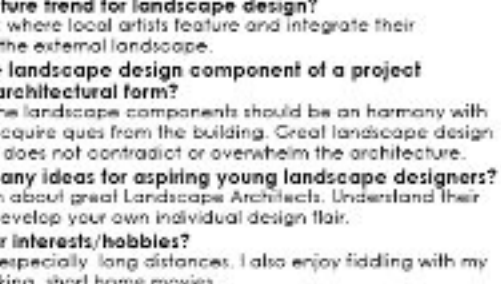 ture trend for landscape design?
where local artists feature and integrate their
the external landscape.
landscape design component of a project
architectural form?
landscape components should be an harmony with
cquire ques from the building. Great landscape design
does not contradict or overwhelm the architecture.
any ideas for aspiring young landscape designers?
about great Landscape Architects. Understand their
evelop your own individual design flair.
r interests/hobbies?
especially long distances. I also enjoy fiddling with my
king, short home movies